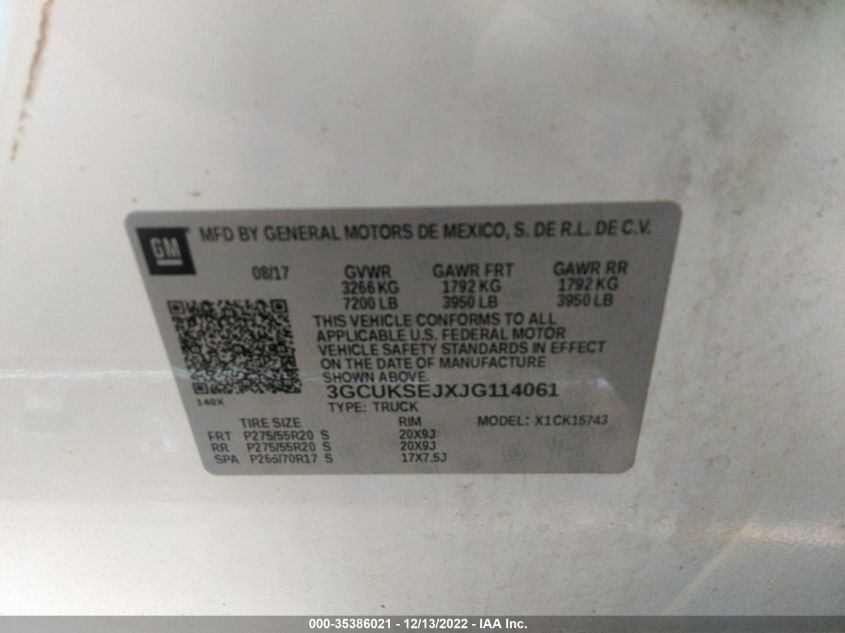 GM
MFD BY GENERAL MOTORS DE MEXICO, S. DE R.L. DE C.V.
08/17 GVWR GAWR FRT GAWR RR
3266 KG 1792 KG 1792 KG
7200 LB 3950 LB 3950 LB
THIS VEHICLE CONFORMS TO ALL
APPLICABLE U.S. FEDERAL MOTOR
VEHICLE SAFETY STANDARDS IN EFFECT
ON THE DATE OF MANUFACTURE
SHOWN ABOVE.
3GCUKSEJXJG114061
140X
TYPE: TRUCK
TIRE SIZE RIM MODEL: X1CK15743
FRT P275/55R20 S 20X9J
RR P275/55R20 S 20X9J
SPA P265/70R17 S 17X7.5J
000-35386021 - 12/13/2022 - IAA Inc.